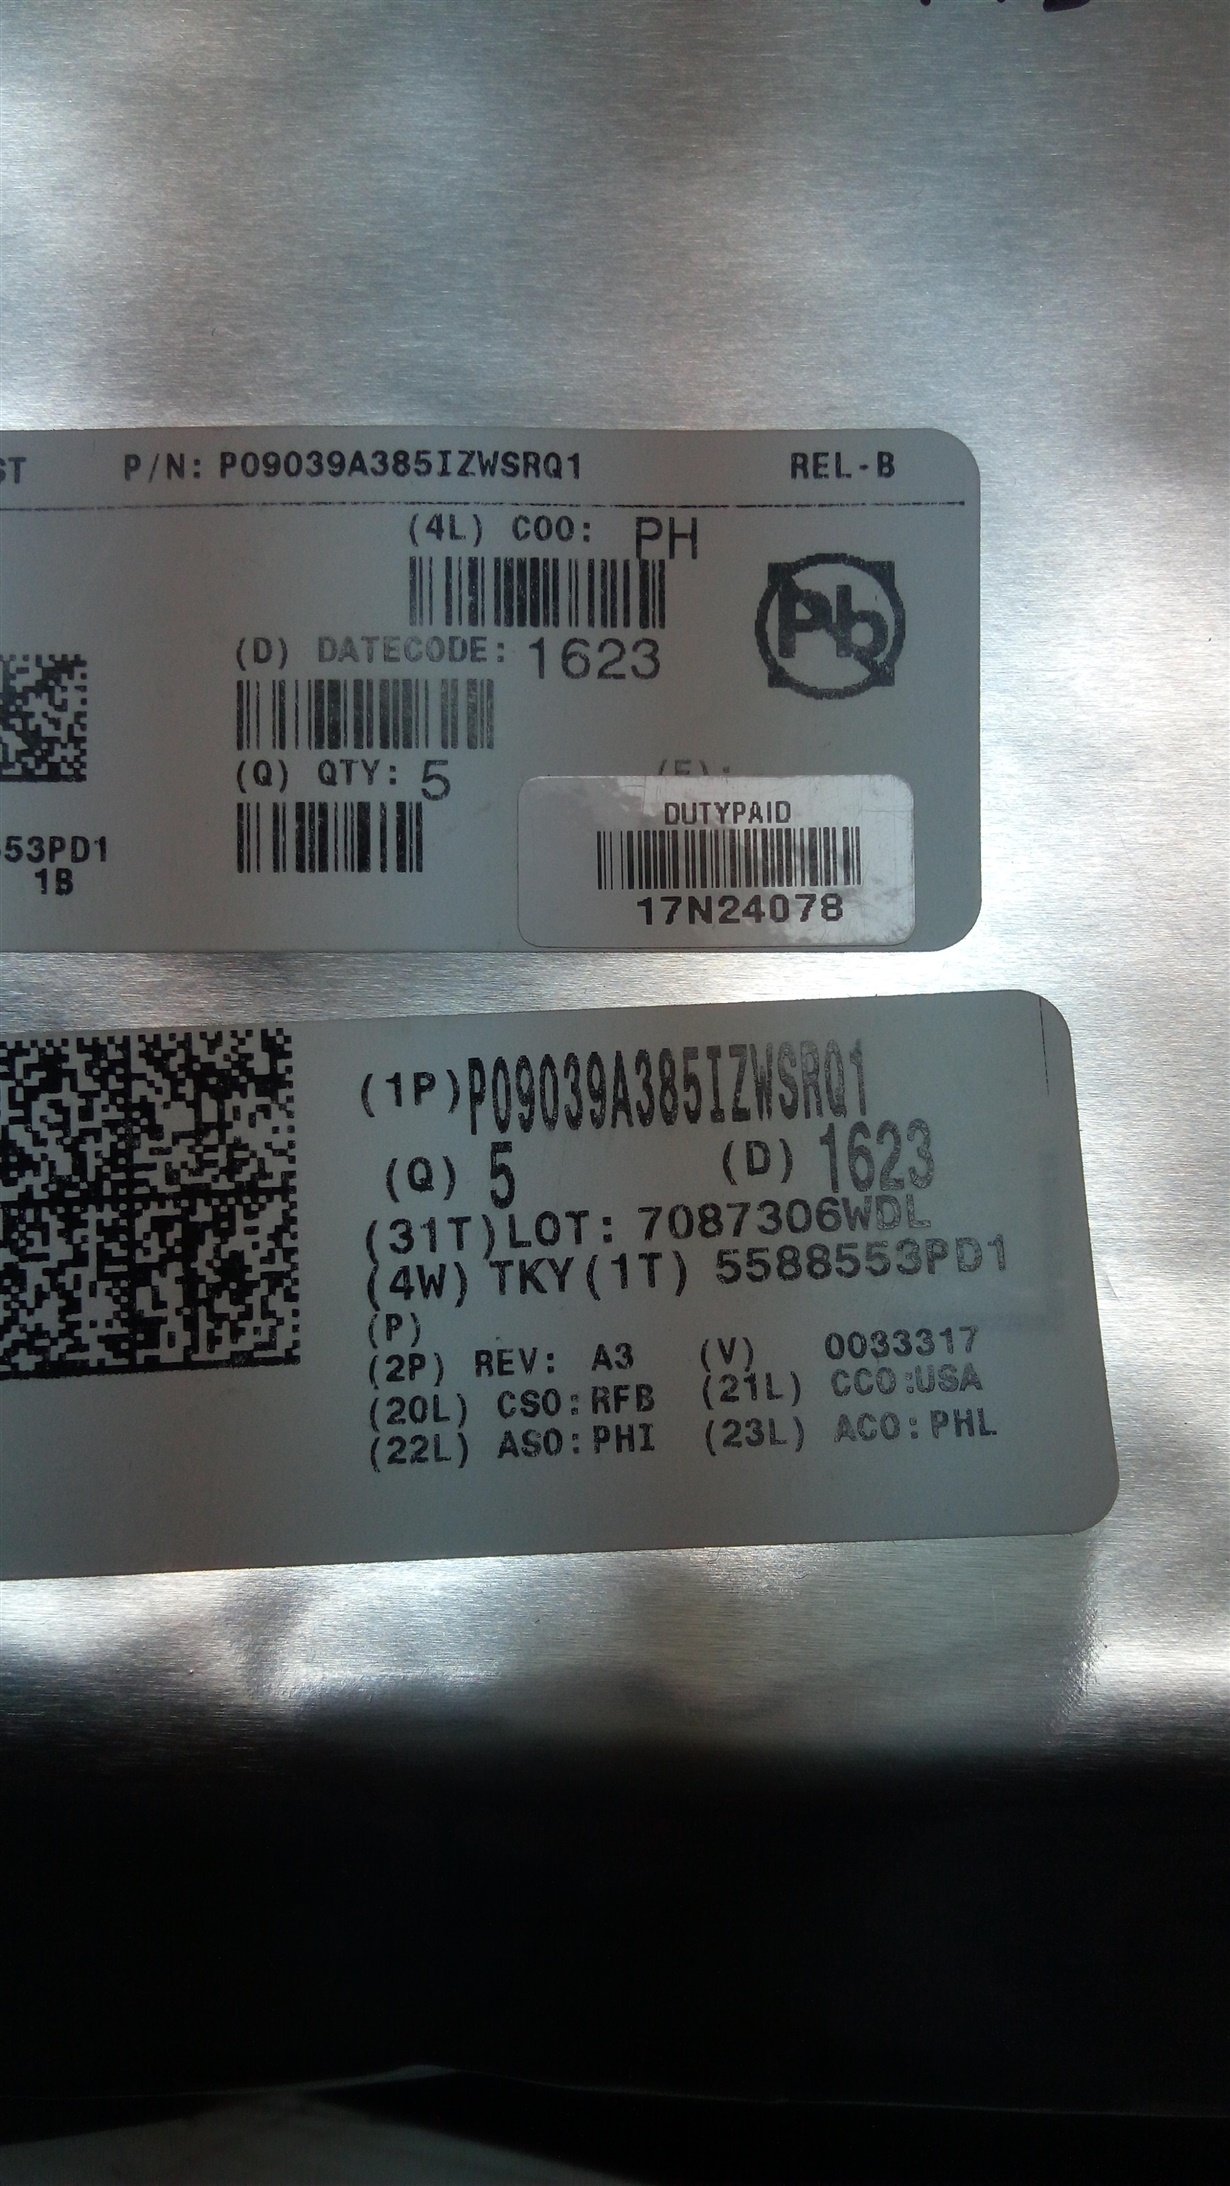 ST P/N: P09039A385IZWSRQ1 REL-B
(4L) COO: PH
Pb
(D) DATECODE: 1623
(Q) QTY: 5
(E):
DUTYPAID
17N24078
53PD1
1B
(1P)P09039A385IZWSRQ1
(Q) 5 (D) 1623
(31T)LOT: 7087306WDL
(4W) TKY(1T) 5588553PD1
(P)
(2P) REV: A3 (V) 0033317
(20L) CSO:RFB (21L) CCO:USA
(22L) ASO:PHI (23L) ACO:PHL